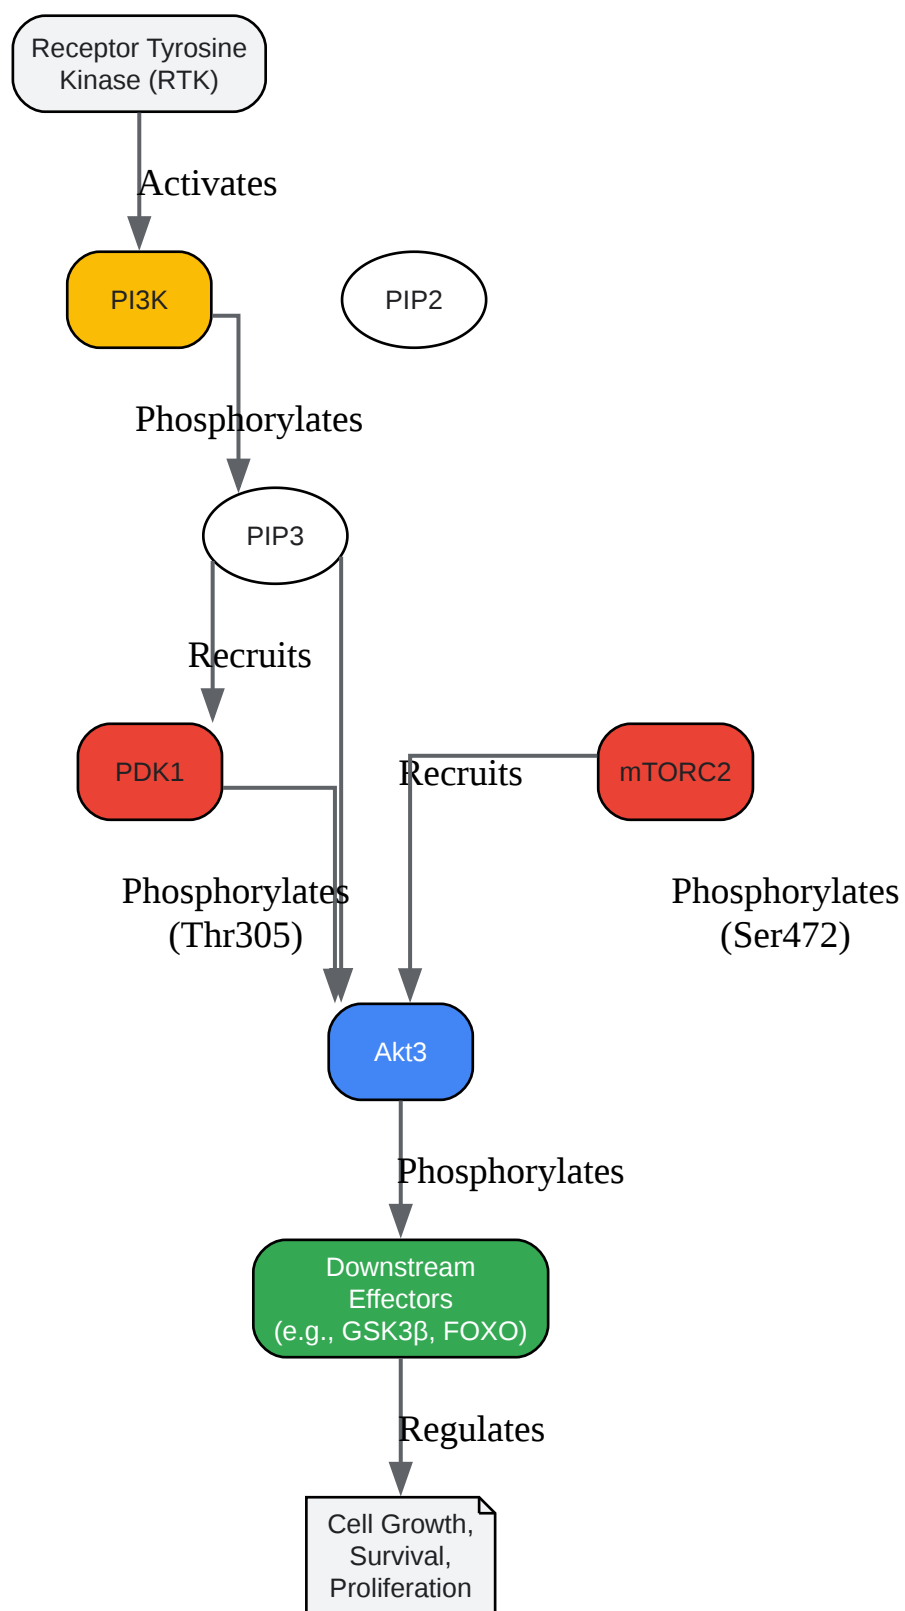 Receptor Tyrosine
Kinase (RTK)
Activates
PI3K
PIP2
Phosphorylates
PIP3
Recruits
PDK1
Recruits
mTORC2
Phosphorylates
(Thr305)
Phosphorylates
(Ser472)
Akt3
Phosphorylates
Downstream
Effectors
(e.g., GSK3β, FOXO)
Regulates
Cell Growth,
Survival,
Proliferation